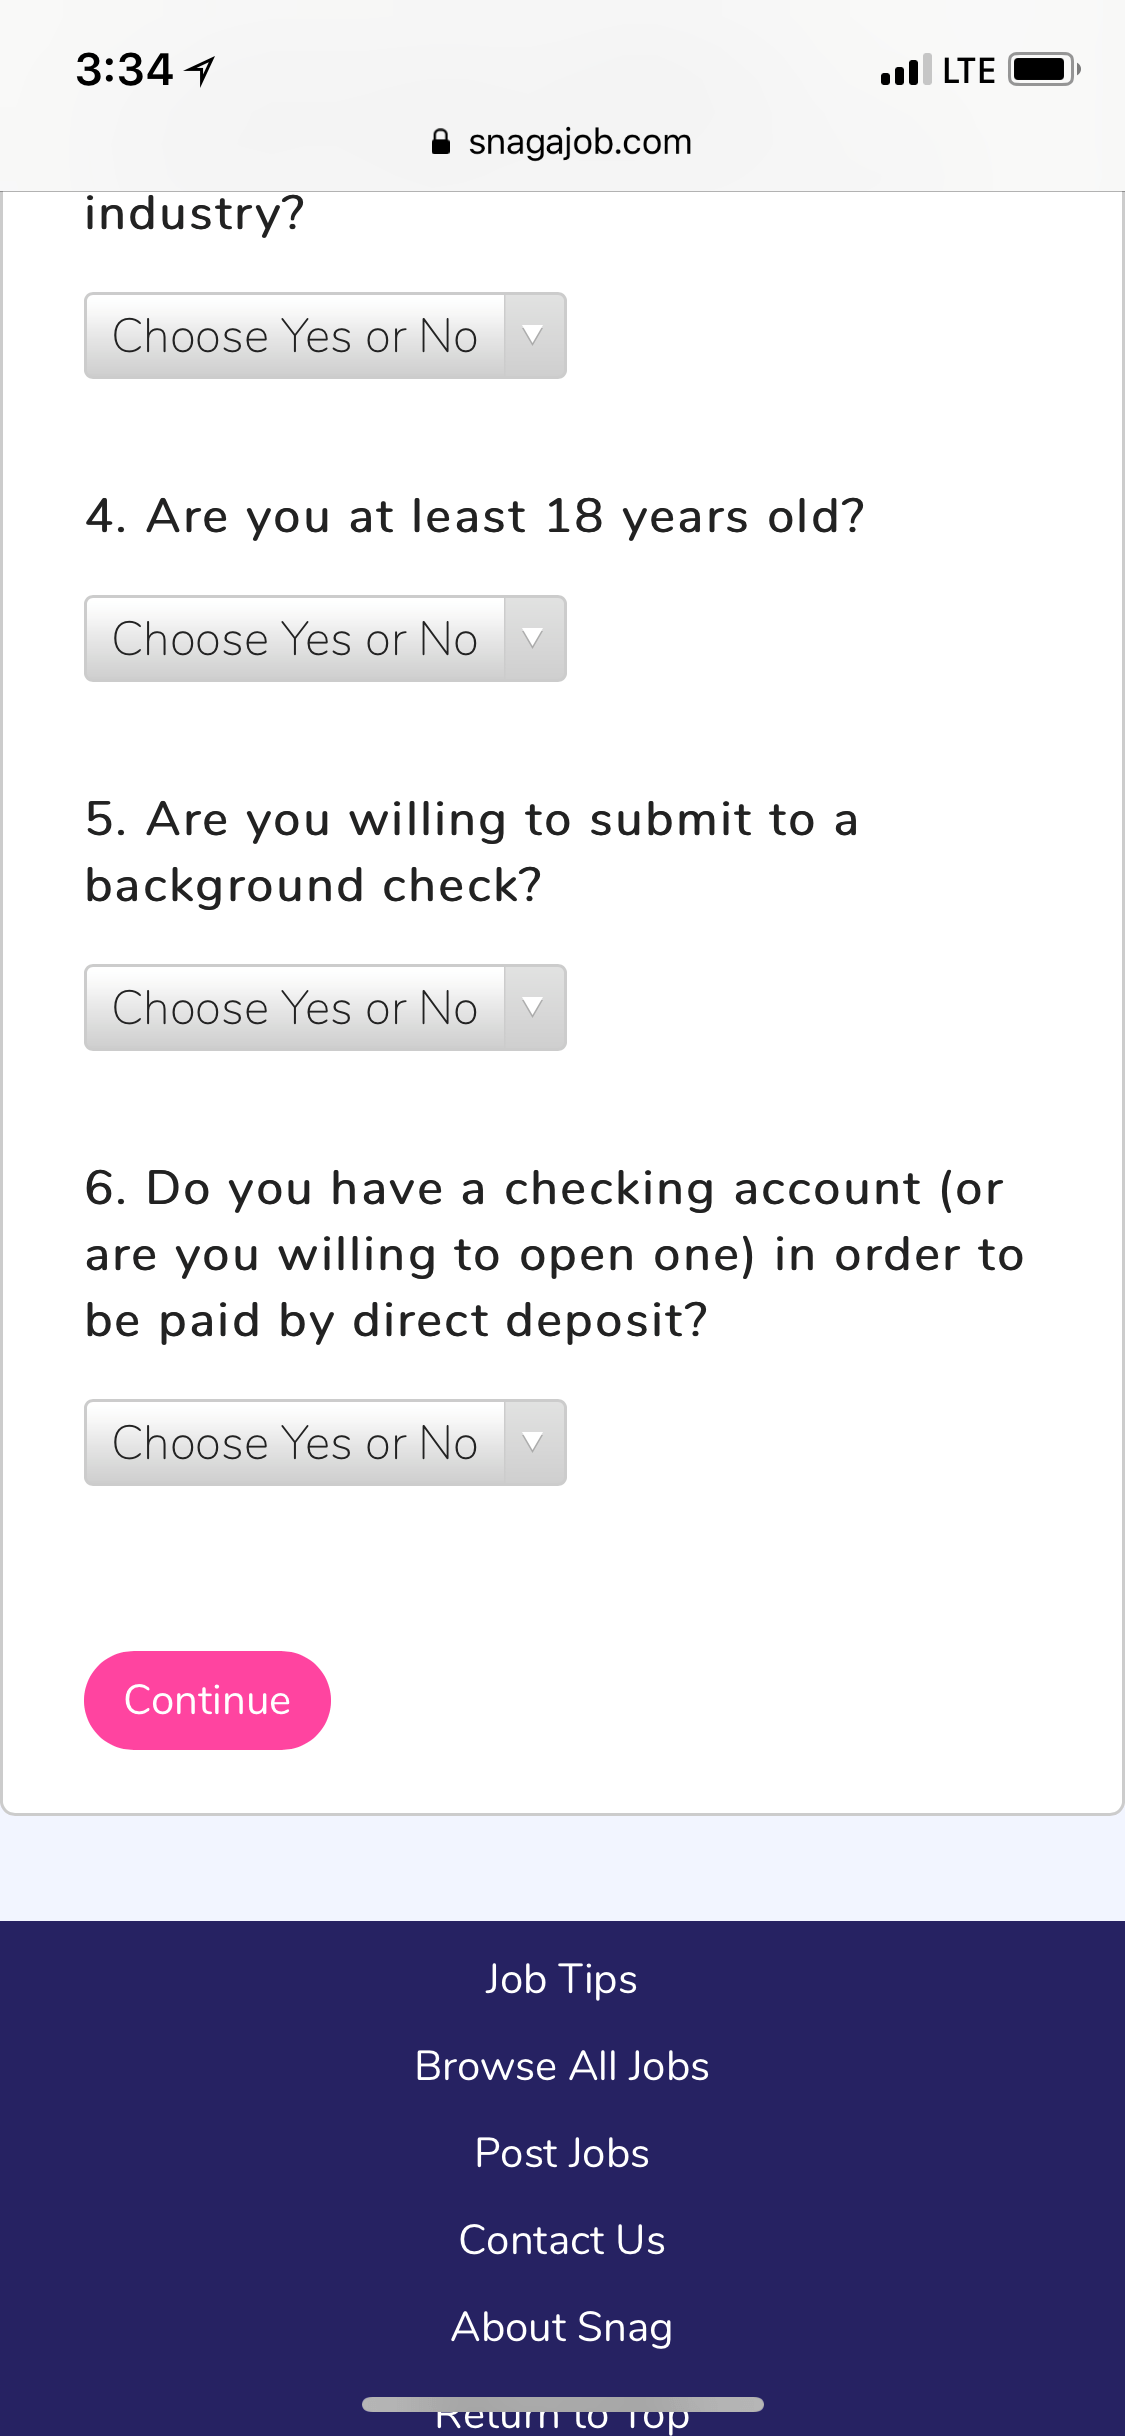 3:34
LTE
snagajob.com
industry?
Choose Yes or No
4. Are you at least 18 years old?
Choose Yes or No
5. Are you willing to submit to a
background check?
Choose Yes or No
6. Do you have a checking account (or
are you willing to open one) in order to
be paid by direct deposit?
Choose Yes or No
Continue
Job Tips
Browse All Jobs
Post Jobs
Contact Us
About Snag
Return to Top